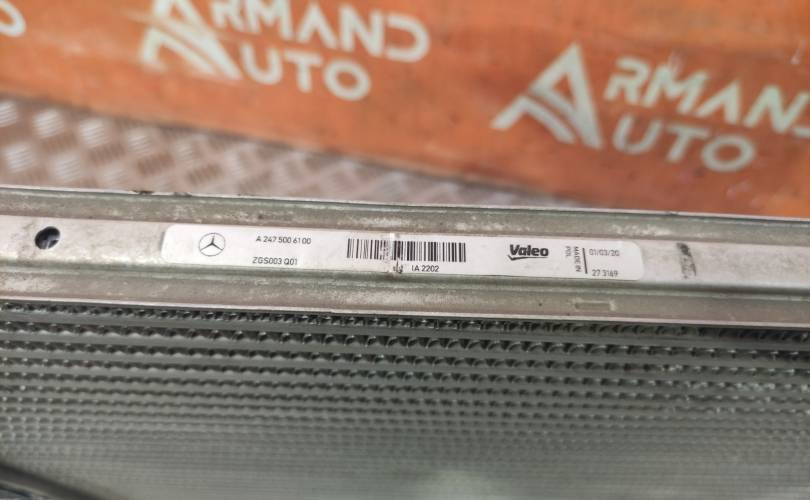 ARMAND
AUTO
ARMAND
AUTO
A 247 500 61 00
ZGS003 Q01
IA 2202
Valeo
MADE IN
POL
01/03/20
27 3169